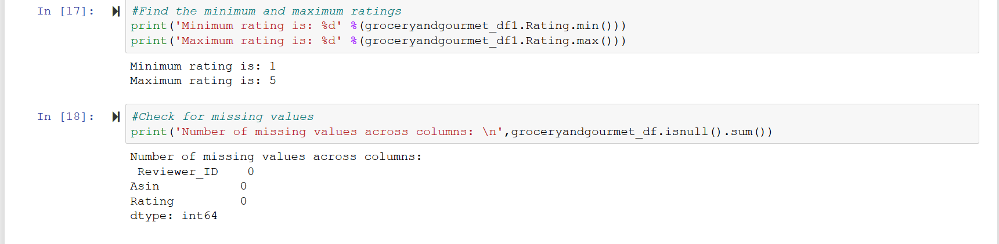 In [17]: #Find the minimum and maximum ratings
print('Minimum rating is: %d' %(groceryandgourmet_df1.Rating.min()))
print('Maximum rating is: %d' %(groceryandgourmet_df1.Rating.max()))
Minimum rating is: 1
Maximum rating is: 5
In [18]: #Check for missing values
print('Number of missing values across columns: \n',groceryandgourmet_df.isnull().sum())
Number of missing values across columns:
Reviewer_ID    0
Asin           0
Rating         0
dtype: int64